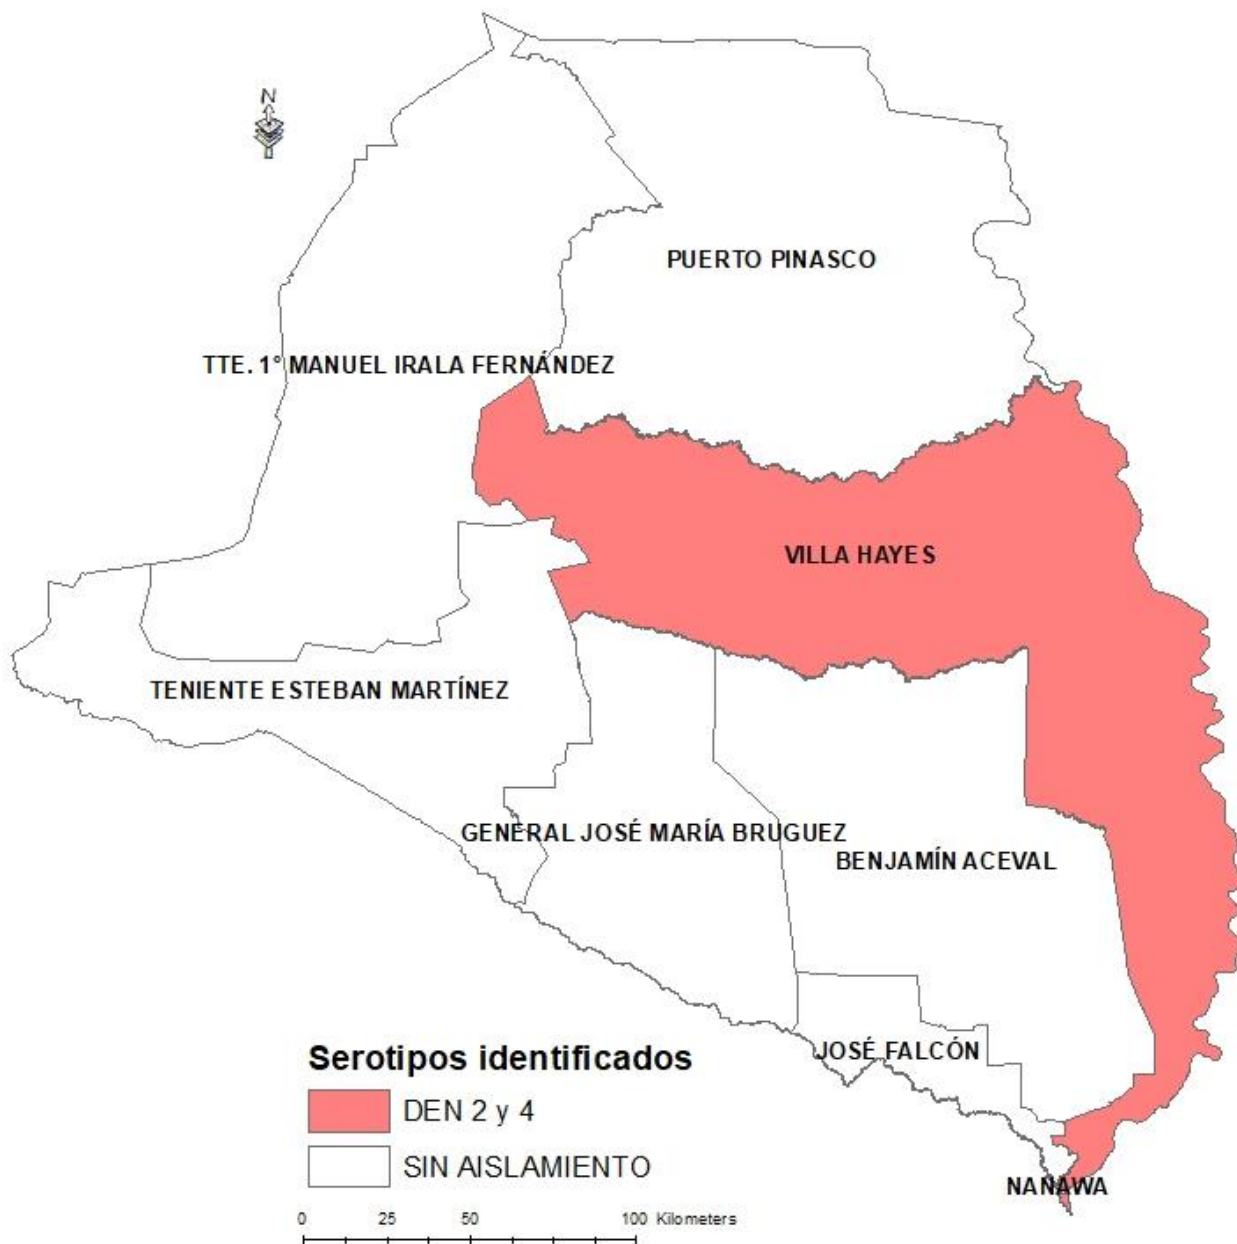 N
PUERTO PINASCO
TTE. 1° MANUEL IRALA FERNÁNDEZ
VILLA HAYES
TENIENTE ESTEBAN MARTÍNEZ
GENERAL JOSÉ MARÍA BRUGUEZ
BENJAMÍN ACEVAL
JOSÉ FALCÓN
NANAWA
Serotipos identificados
DEN 2 y 4
SIN AISLAMIENTO
0 25 50 100 Kilometers